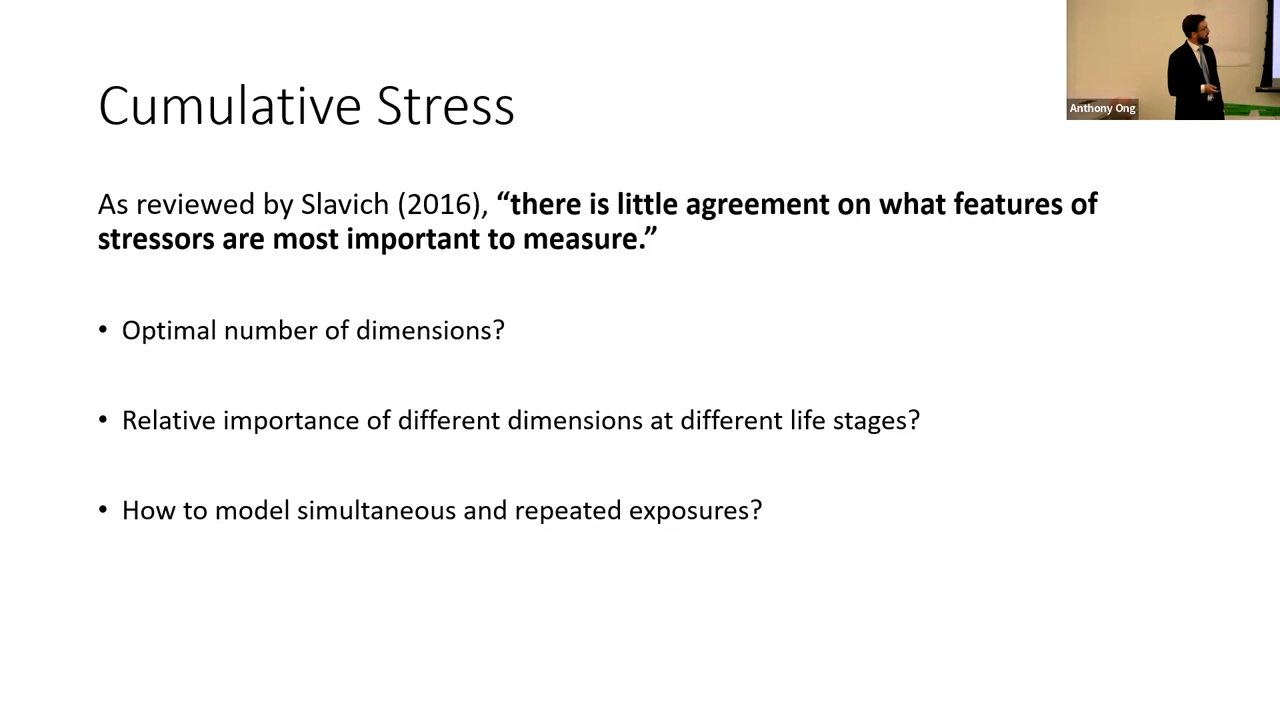 Anthony Ong
Cumulative Stress
As reviewed by Slavich (2016), “there is little agreement on what features of
stressors are most important to measure.”
• Optimal number of dimensions?
• Relative importance of different dimensions at different life stages?
• How to model simultaneous and repeated exposures?